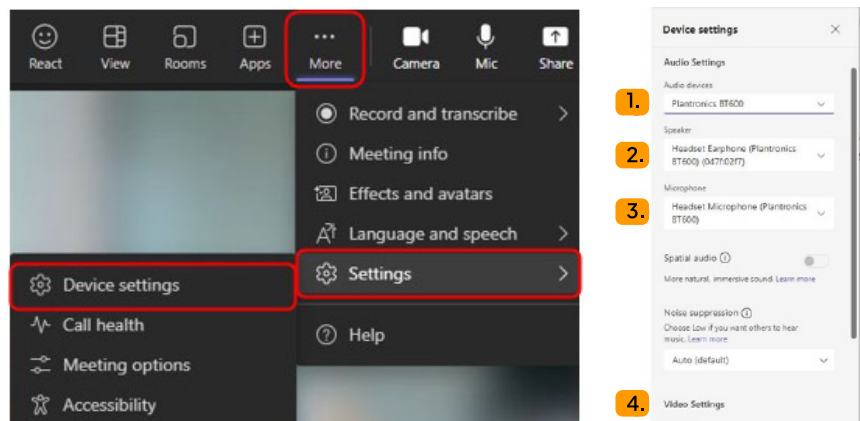 React View Rooms Apps More Camera Mic Share
Record and transcribe
Meeting info
Effects and avatars
Language and speech
Settings
Help
Device settings
Call health
Meeting options
Accessibility
Device settings
Audio Settings
Audio devices
1. Plantronics BT600
Speaker
2. Headset Earphone (Plantronics
BT600) (047f:02f7)
Microphone
3. Headset Microphone (Plantronics
BT600)
Spatial audio
More natural, immersive sound. Learn more
Noise suppression
Choose Low if you want others to hear
music. Learn more
Auto (default)
4. Video Settings